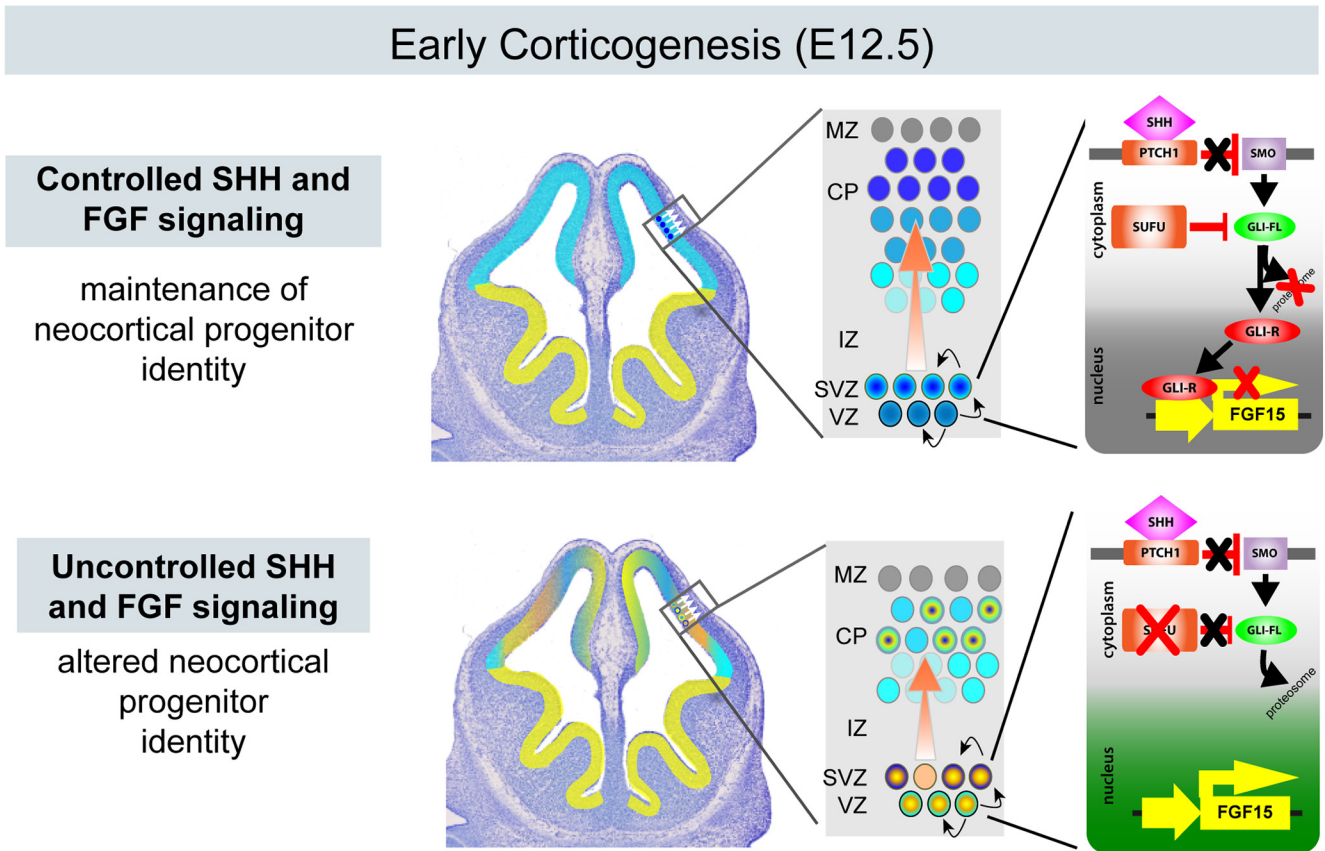 Early Corticogenesis (E12.5)
Controlled SHH and
FGF signaling
maintenance of
neocortical progenitor
identity
MZ
CP
IZ
SVZ
VZ
SHH
PTCH1
SMO
cytoplasm
SUFU
GLI-FL
proteosome
GLI-R
nucleus
GLI-R
FGF15
Uncontrolled SHH
and FGF signaling
altered neocortical
progenitor
identity
MZ
CP
IZ
SVZ
VZ
SHH
PTCH1
SMO
cytoplasm
SUFU
GLI-FL
proteosome
nucleus
FGF15